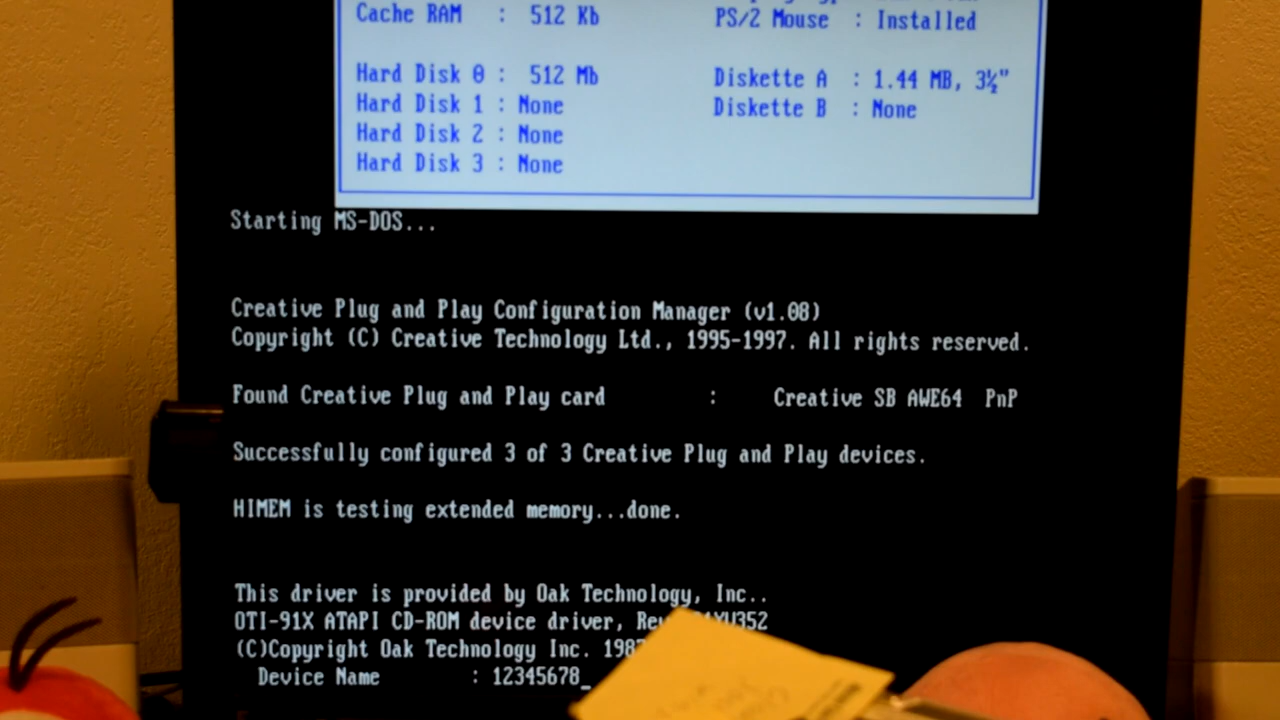 Cache RAM : 512 Kb PS/2 Mouse : Installed
Hard Disk 0 : 512 Mb Diskette A : 1.44 MB, 3½"
Hard Disk 1 : None Diskette B : None
Hard Disk 2 : None
Hard Disk 3 : None
Starting MS-DOS...
Creative Plug and Play Configuration Manager (v1.08)
Copyright (C) Creative Technology Ltd., 1995-1997. All rights reserved.
Found Creative Plug and Play card : Creative SB AWE64 PnP
Successfully configured 3 of 3 Creative Plug and Play devices.
HIMEM is testing extended memory...done.
This driver is provided by Oak Technology, Inc..
OTI-91X ATAPI CD-ROM device driver,
(C)Copyright Oak Technology Inc.
Device Name : 12345678_